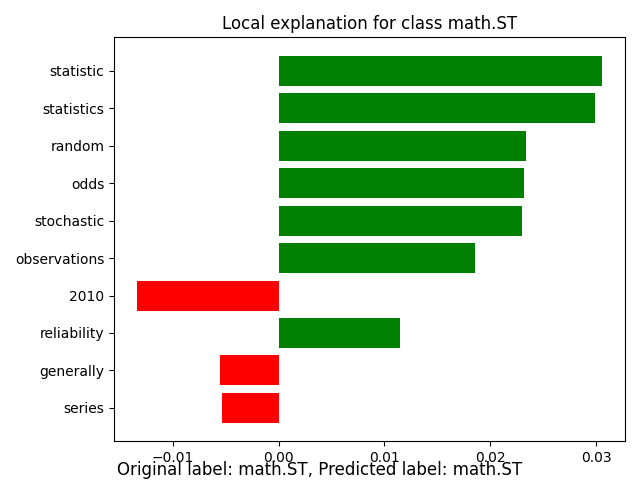 Local explanation for class math.ST
statistic
statistics
random
odds
stochastic
observations
2010
reliability
generally
series
−0.01 0.00 0.01 0.02 0.03
Original label: math.ST, Predicted label: math.ST